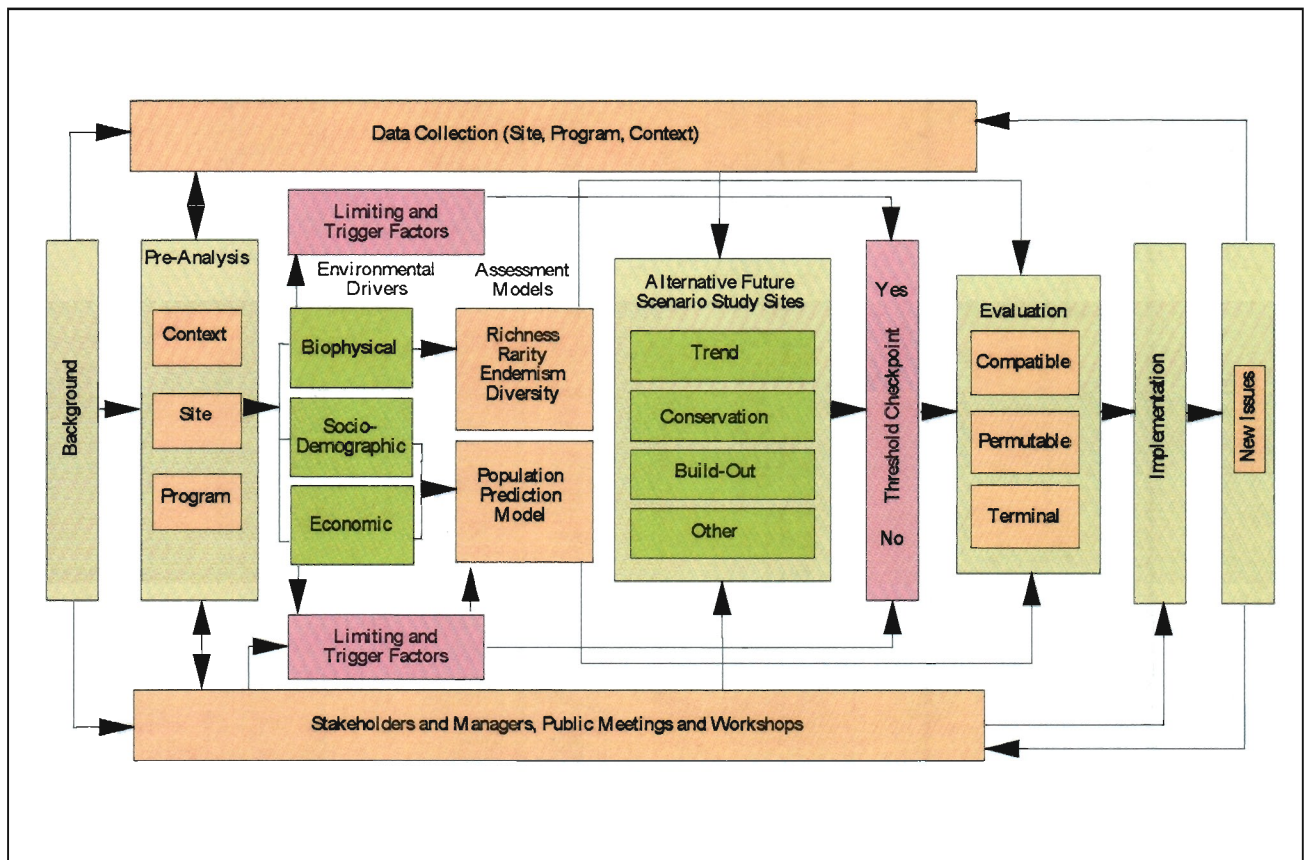 Data Collection (Site, Program, Context)
Limiting and
Trigger Factors
Background
Pre-Analysis
Context
Site
Program
Environmental
Drivers
Biophysical
Socio-
Demographic
Economic
Assessment
Models
Richness
Rarity
Endemism
Diversity
Population
Prediction
Model
Limiting and
Trigger Factors
Alternative Future
Scenario Study Sites
Trend
Conservation
Build-Out
Other
Yes
Threshold Checkpoint
No
Evaluation
Compatible
Permutable
Terminal
Implementation
New Issues
Stakeholders and Managers, Public Meetings and Workshops